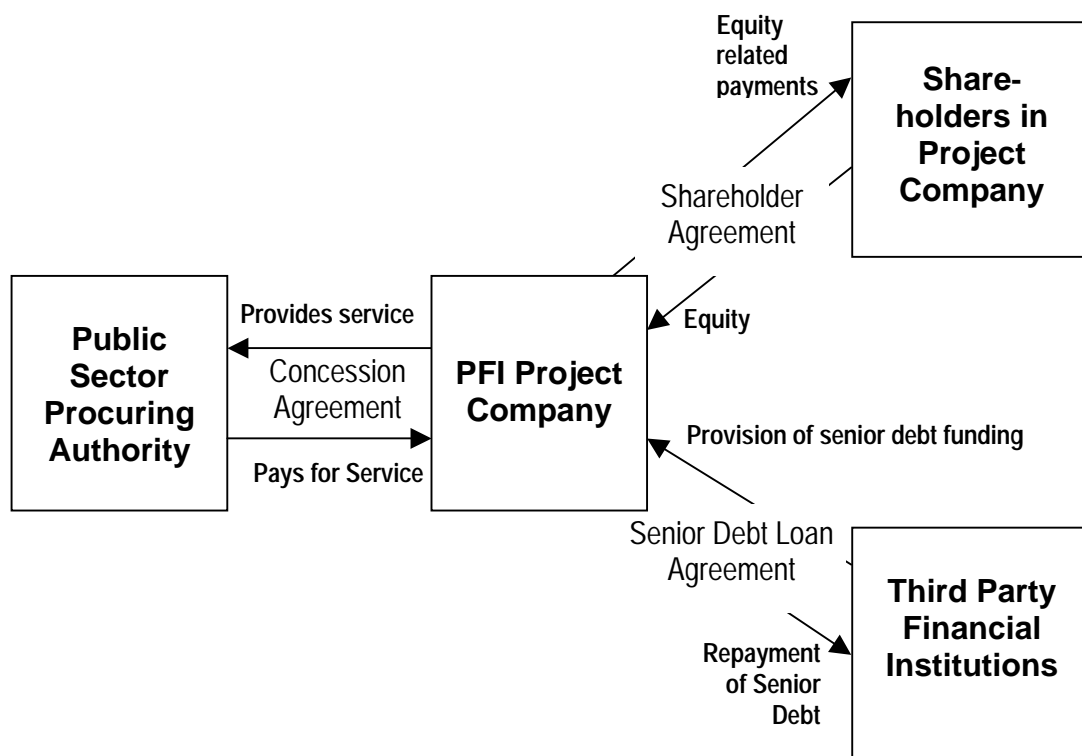 Equity
related
payments
Share-
holders in
Project
Company
Shareholder
Agreement
Equity
Public
Sector
Procuring
Authority
Provides service
Concession
Agreement
Pays for Service
PFI Project
Company
Provision of senior debt funding
Senior Debt Loan
Agreement
Repayment
of Senior
Debt
Third Party
Financial
Institutions